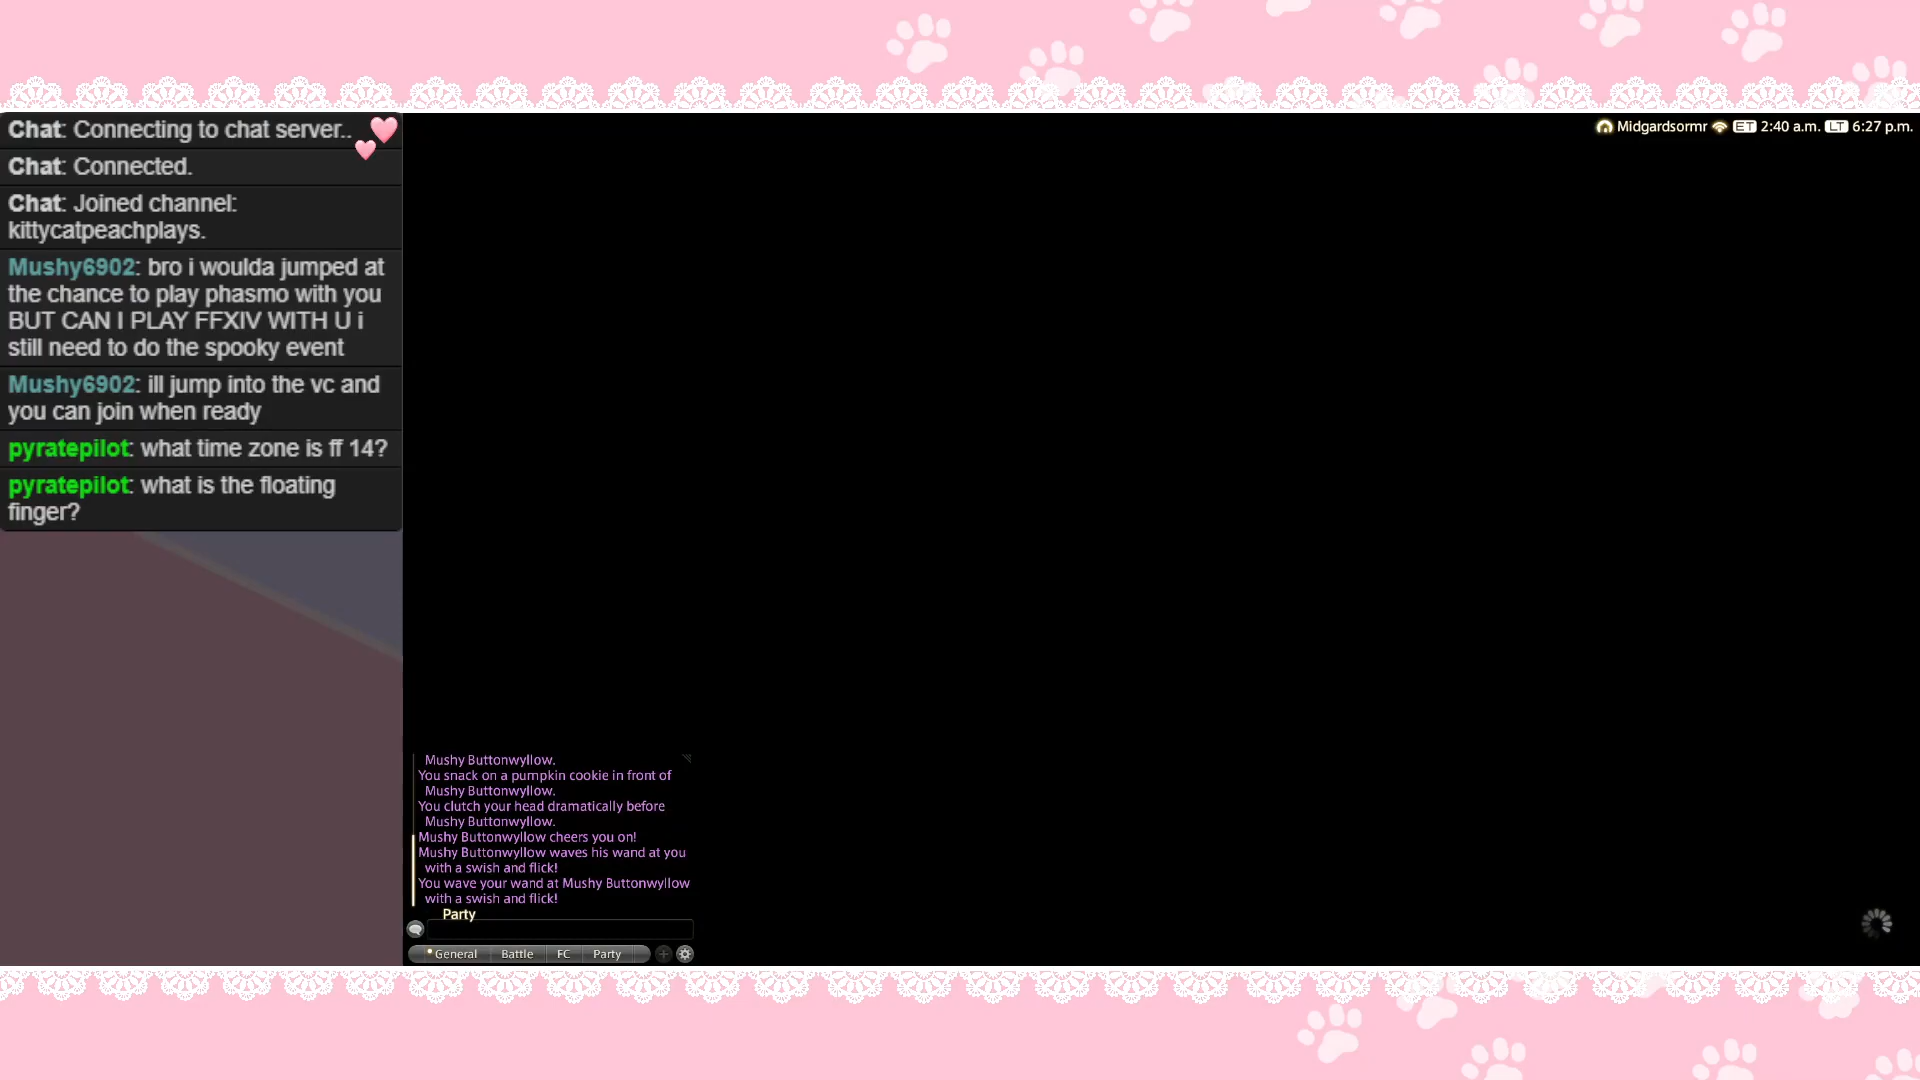 Chat: Connecting to chat server..
Chat: Connected.
Chat: Joined channel:
kittycatpeachplays.
Mushy6902: bro i woulda jumped at
the chance to play phasmo with you
BUT CAN I PLAY FFXIV WITH U i
still need to do the spooky event
Mushy6902: ill jump into the vc and
you can join when ready
pyratepilot: what time zone is ff 14?
pyratepilot: what is the floating
finger?
Midgardsormr ET 2:40 a.m. LT 6:27 p.m.
Mushy Buttonwyllow.
You snack on a pumpkin cookie in front of
Mushy Buttonwyllow.
You clutch your head dramatically before
Mushy Buttonwyllow.
Mushy Buttonwyllow cheers you on!
Mushy Buttonwyllow waves his wand at you
with a swish and flick!
You wave your wand at Mushy Buttonwyllow
with a swish and flick!
Party
General Battle FC Party